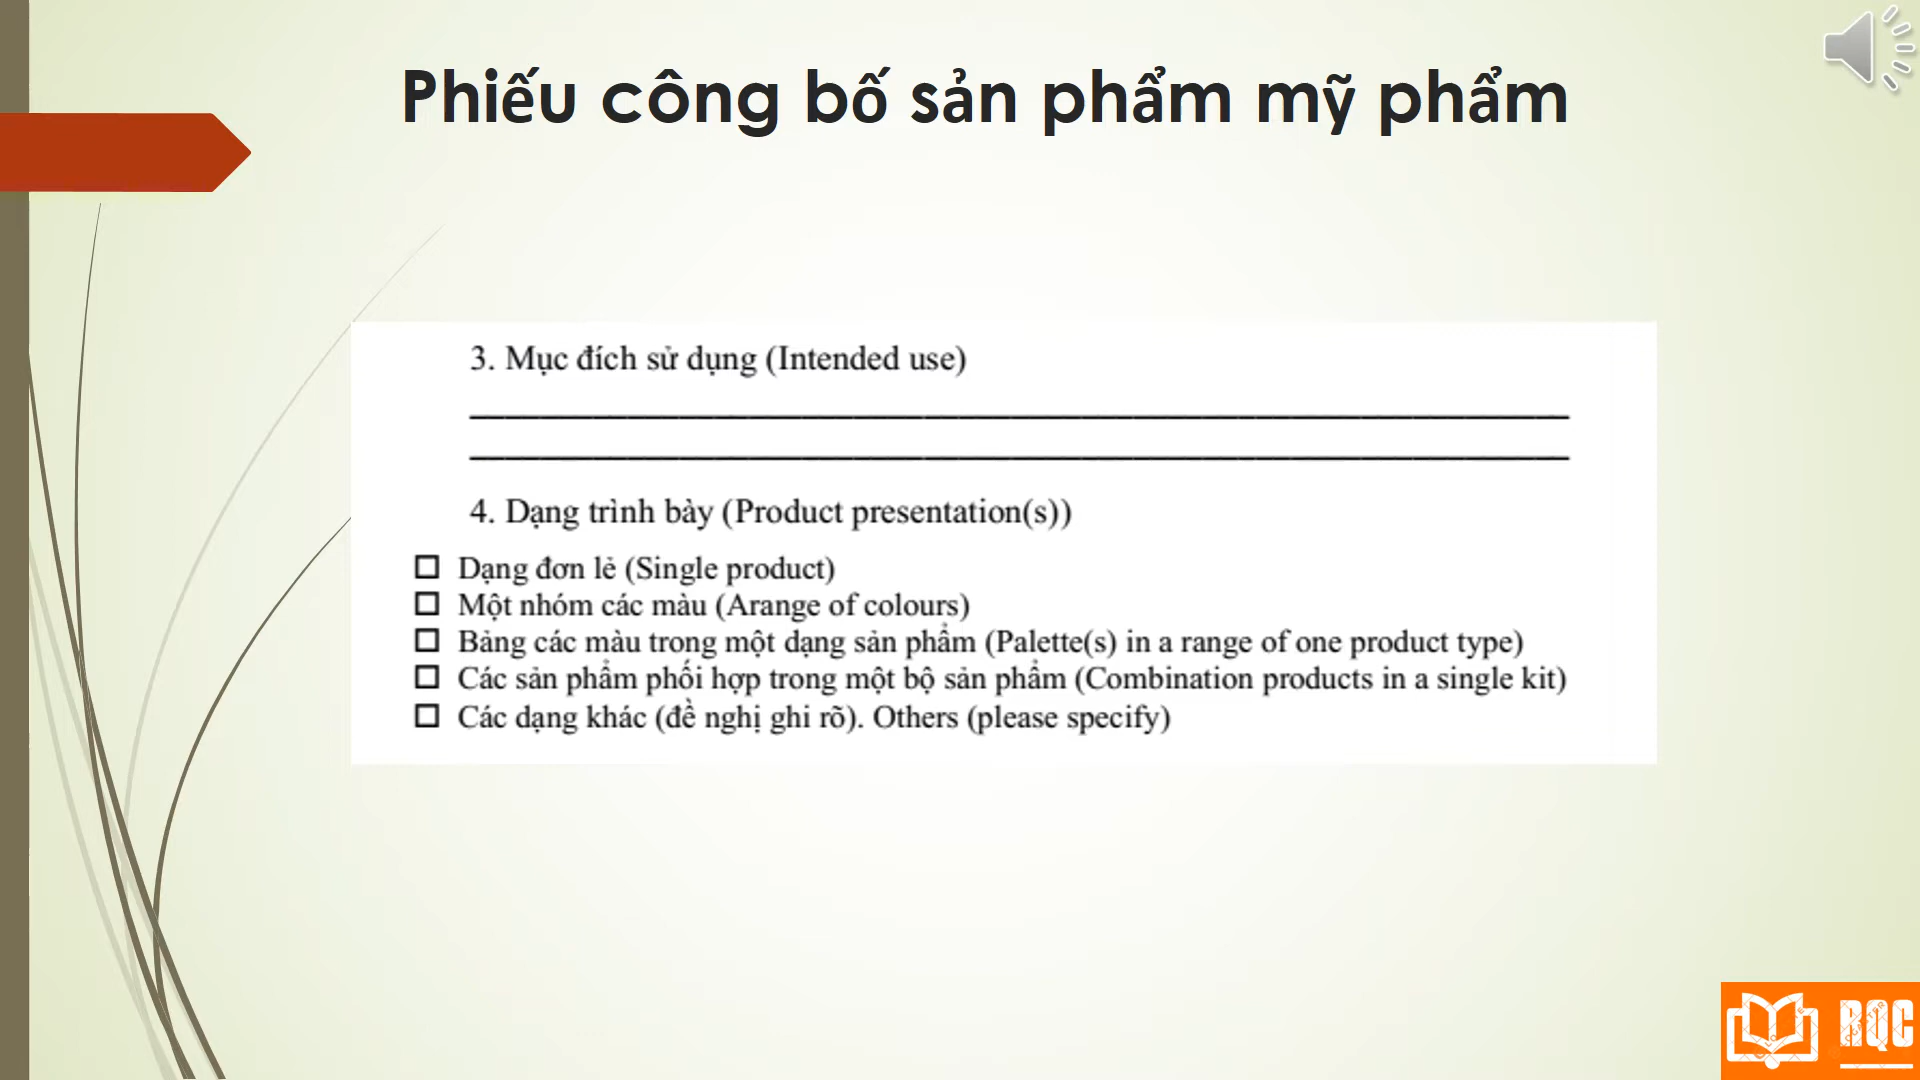 Phiếu công bố sản phẩm mỹ phẩm
3. Mục đích sử dụng (Intended use)
4. Dạng trình bày (Product presentation(s))
Dạng đơn lẻ (Single product)
Một nhóm các màu (Arange of colours)
Bảng các màu trong một dạng sản phẩm (Palette(s) in a range of one product type)
Các sản phẩm phối hợp trong một bộ sản phẩm (Combination products in a single kit)
Các dạng khác (đề nghị ghi rõ). Others (please specify)
RQC